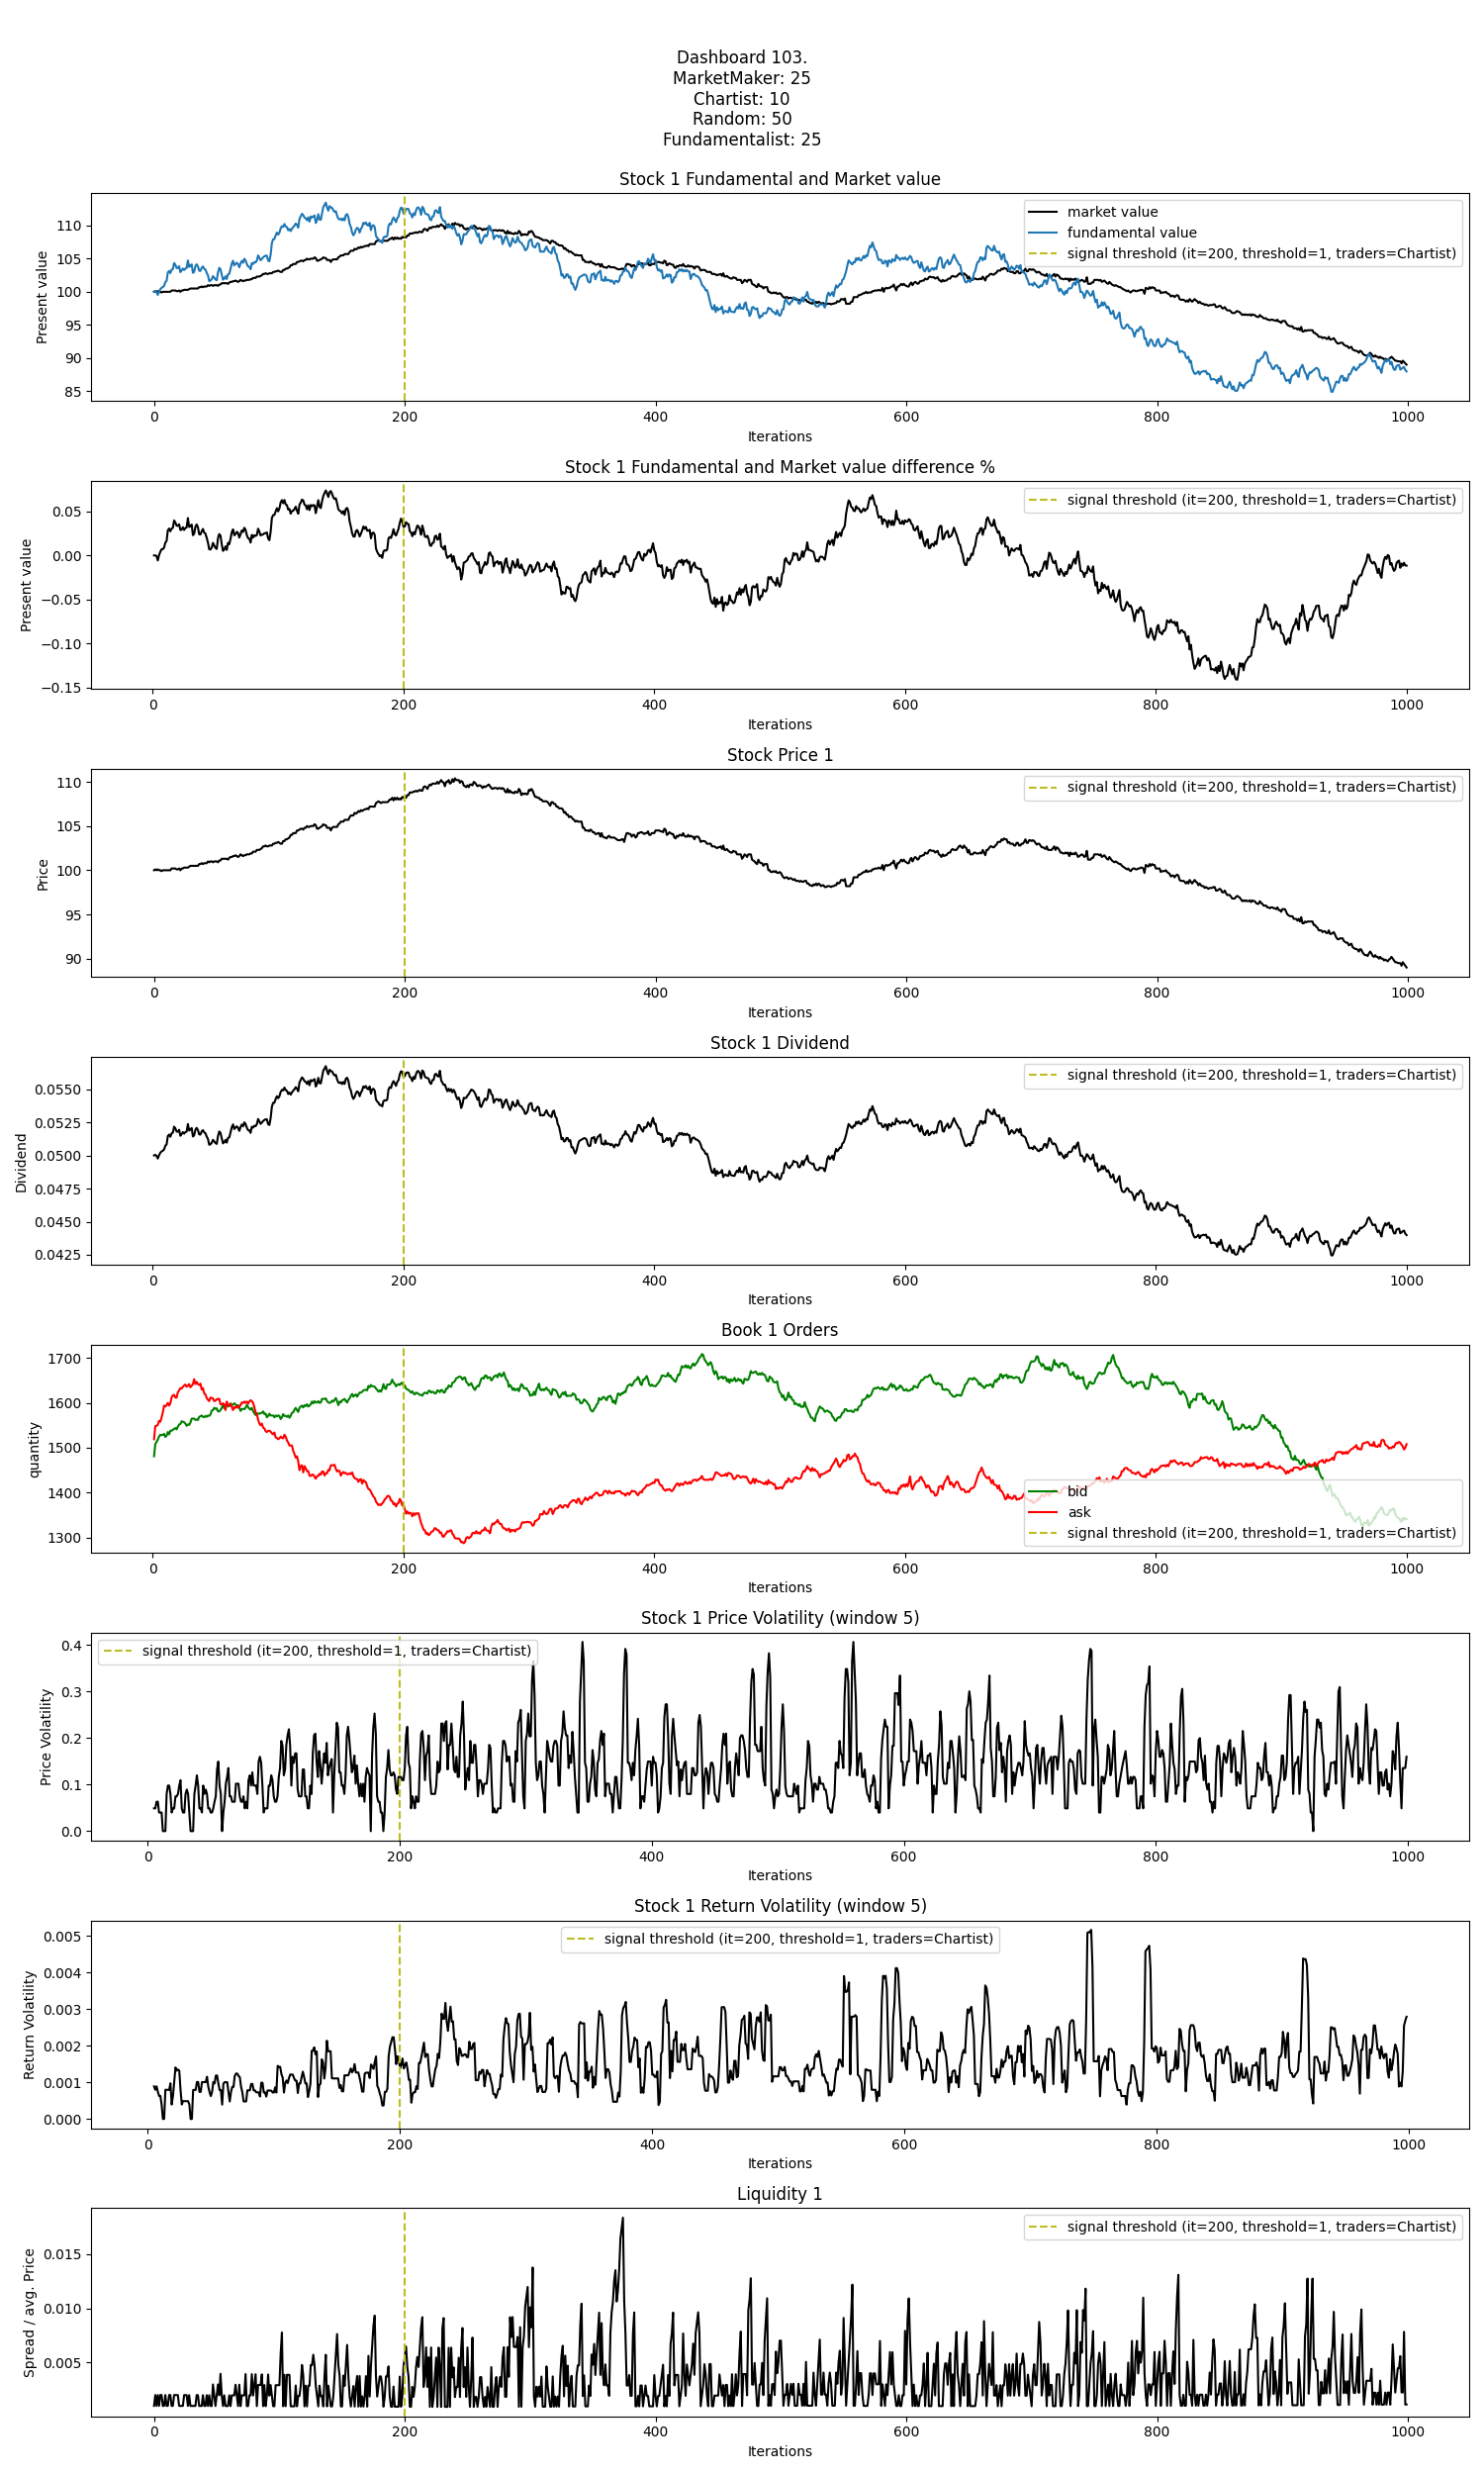 Dashboard 103.
MarketMaker: 25
Chartist: 10
Random: 50
Fundamentalist: 25
Stock 1 Fundamental and Market value
market value
fundamental value
signal threshold (it=200, threshold=1, traders=Chartist)
Present value
110
105
100
95
90
85
0 200 400 600 800 1000
Iterations
Stock 1 Fundamental and Market value difference %
signal threshold (it=200, threshold=1, traders=Chartist)
Present value
0.05
0.00
−0.05
−0.10
−0.15
0 200 400 600 800 1000
Iterations
Stock Price 1
signal threshold (it=200, threshold=1, traders=Chartist)
Price
110
105
100
95
90
0 200 400 600 800 1000
Iterations
Stock 1 Dividend
signal threshold (it=200, threshold=1, traders=Chartist)
Dividend
0.0550
0.0525
0.0500
0.0475
0.0450
0.0425
0 200 400 600 800 1000
Iterations
Book 1 Orders
quantity
1700
1600
1500
1400
1300
bid
ask
signal threshold (it=200, threshold=1, traders=Chartist)
0 200 400 600 800 1000
Iterations
Stock 1 Price Volatility (window 5)
signal threshold (it=200, threshold=1, traders=Chartist)
Price Volatility
0.4
0.3
0.2
0.1
0.0
0 200 400 600 800 1000
Iterations
Stock 1 Return Volatility (window 5)
signal threshold (it=200, threshold=1, traders=Chartist)
Return Volatility
0.005
0.004
0.003
0.002
0.001
0.000
0 200 400 600 800 1000
Iterations
Liquidity 1
signal threshold (it=200, threshold=1, traders=Chartist)
Spread / avg. Price
0.015
0.010
0.005
0 200 400 600 800 1000
Iterations